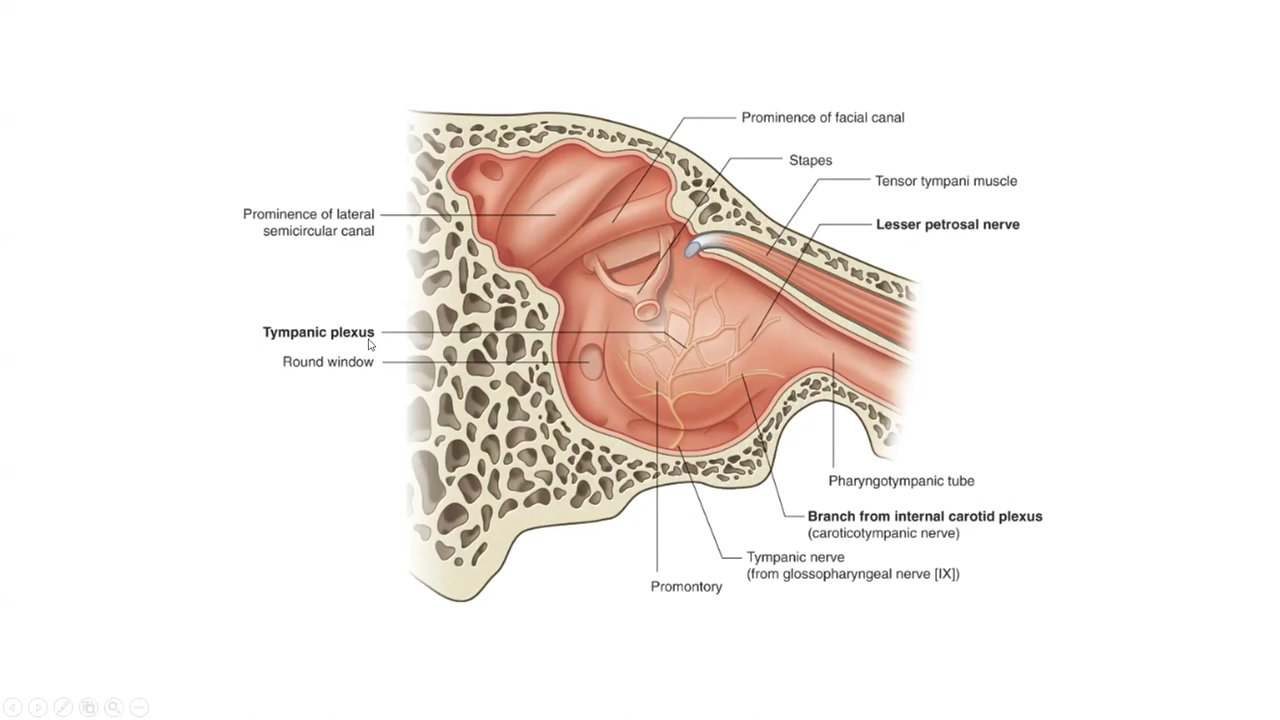 Prominence of facial canal
Stapes
Tensor tympani muscle
Lesser petrosal nerve
Prominence of lateral
semicircular canal
Tympanic plexus
Round window
Pharyngotympanic tube
Branch from internal carotid plexus
(caroticotympanic nerve)
Tympanic nerve
(from glossopharyngeal nerve [IX])
Promontory